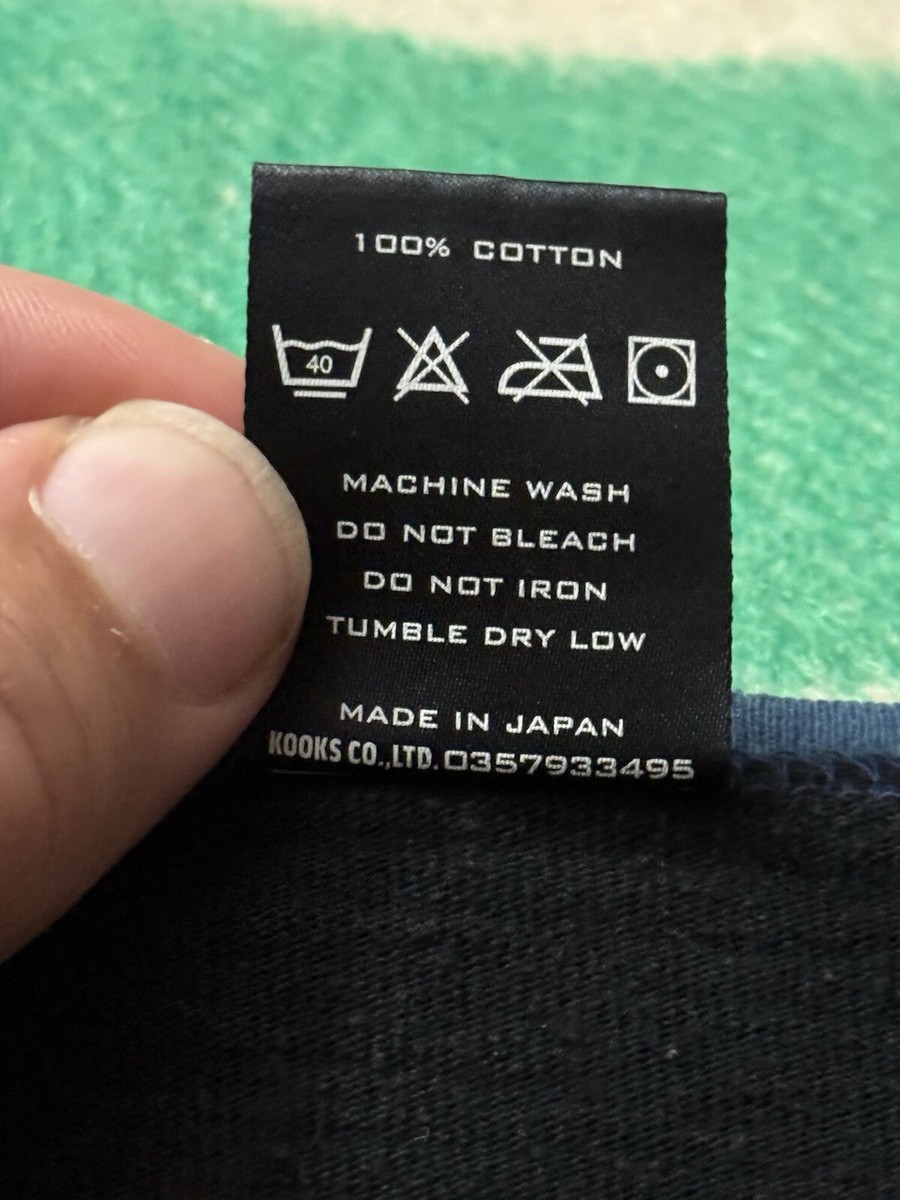 100% COTTON
40
MACHINE WASH
DO NOT BLEACH
DO NOT IRON
TUMBLE DRY LOW
MADE IN JAPAN
KOOKS CO.,LTD.0357933495